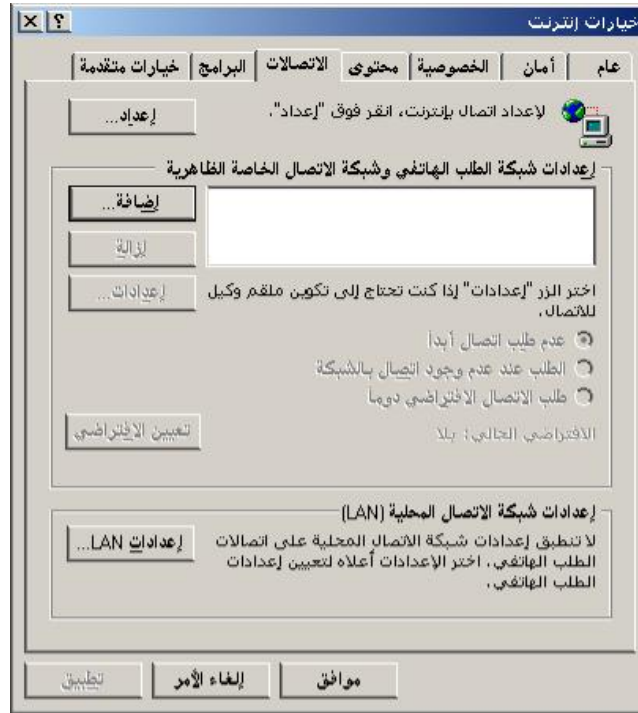 خيارات إنترنت
عام
أمان
الخصوصية
محتوى
الاتصالات
البرامج
خيارات متقدمة
لإعداد اتصال بإنترنت، انقر فوق "إعداد".
إعداد...
إعدادات شبكة الطلب الهاتفي وشبكة الاتصال الخاصة الظاهرية
إضافة...
إزالة
اختر الزر "إعدادات" إذا كنت تحتاج إلى تكوين ملقم وكيل
للاتصال.
إعدادات...
عدم طلب اتصال أبداً
الطلب عند عدم وجود اتصال بالشبكة
طلب الاتصال الافتراضي دوماً
الافتراضي الحالي: بلا
تعيين الافتراضي
إعدادات شبكة الاتصال المحلية (LAN)
لا تنطبق إعدادات شبكة الاتصال المحلية على اتصالات
الطلب الهاتفي. اختر الإعدادات أعلاه لتعيين إعدادات
الطلب الهاتفي.
إعدادات LAN...
موافق
إلغاء الأمر
تطبيق